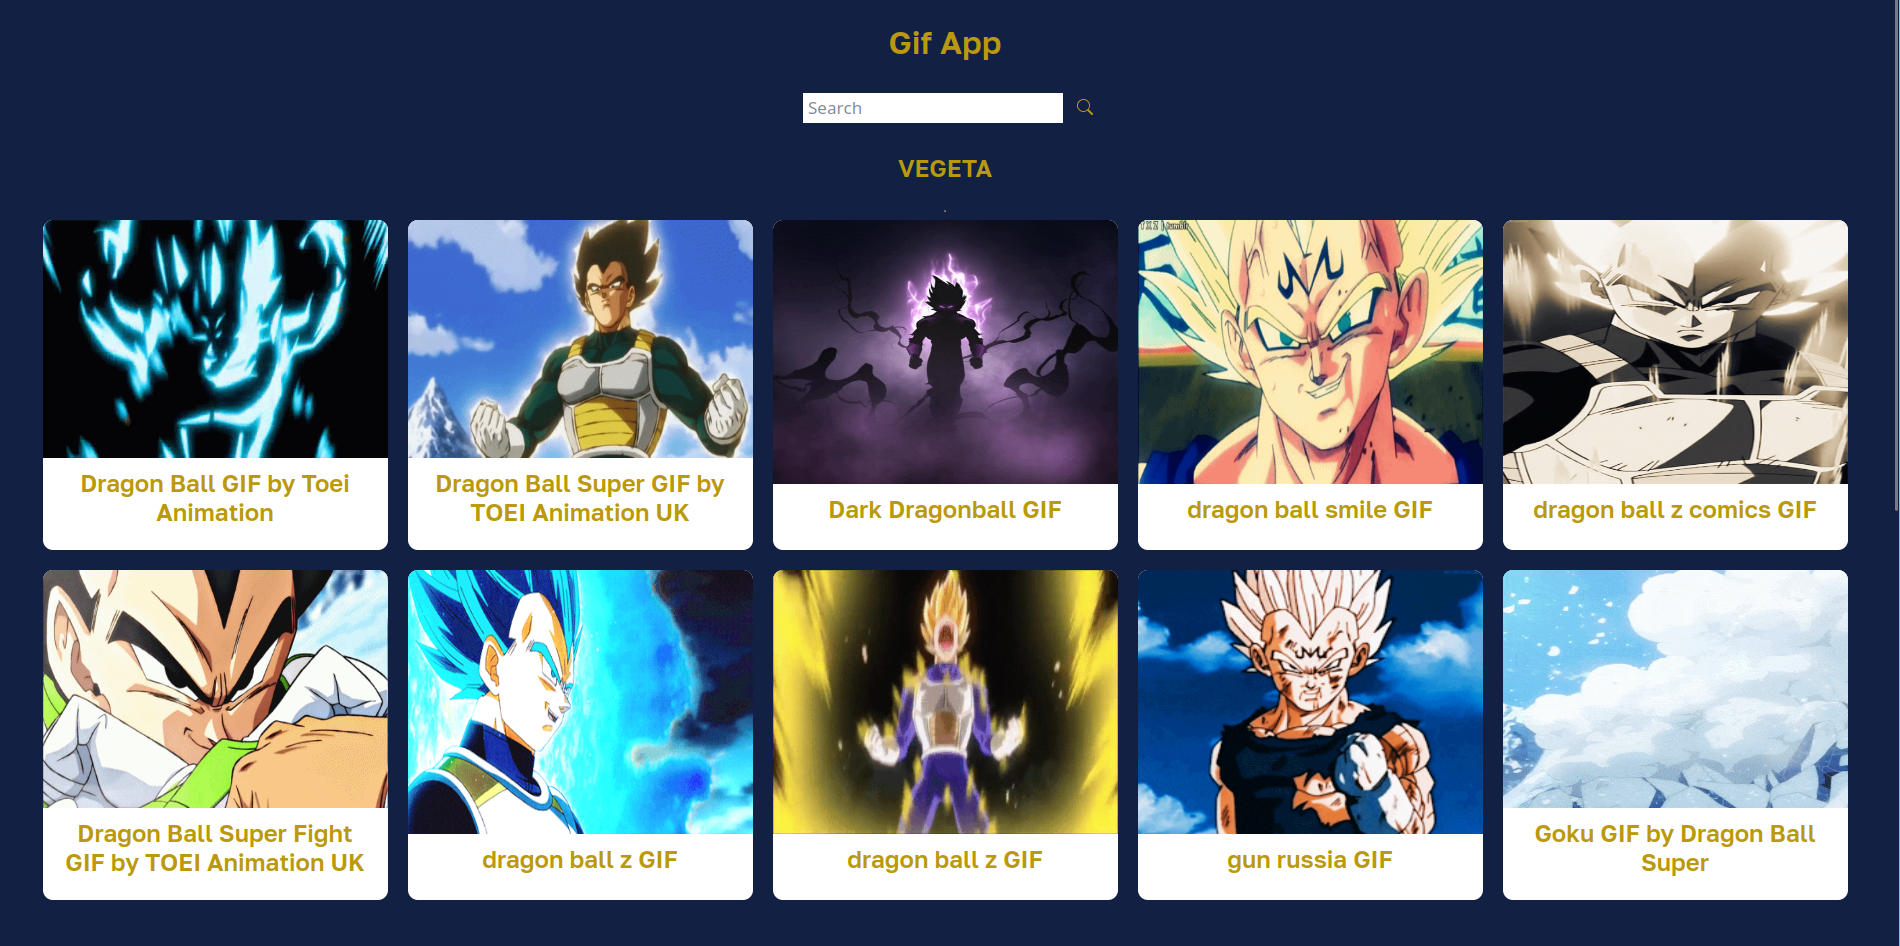 Gif App
Search
VEGETA
Dragon Ball GIF by Toei
Animation
Dragon Ball Super GIF by
TOEI Animation UK
Dark Dragonball GIF
dragon ball smile GIF
dragon ball z comics GIF
Dragon Ball Super Fight
GIF by TOEI Animation UK
dragon ball z GIF
dragon ball z GIF
gun russia GIF
Goku GIF by Dragon Ball
Super